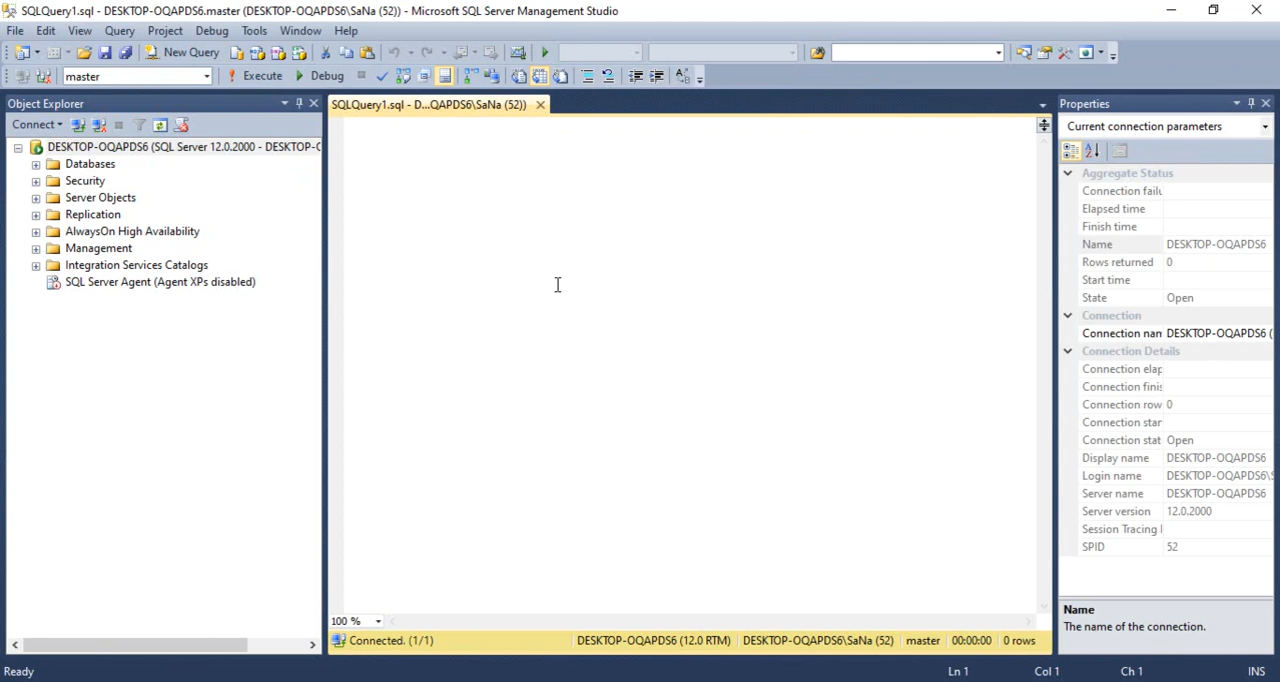 SQLQuery1.sql - DESKTOP-OQAPDS6.master (DESKTOP-OQAPDS6\SaNa (52)) - Microsoft SQL Server Management Studio
File Edit View Query Project Debug Tools Window Help
New Query
master Execute Debug
Object Explorer
Connect
DESKTOP-OQAPDS6 (SQL Server 12.0.2000 - DESKTOP-O
Databases
Security
Server Objects
Replication
AlwaysOn High Availability
Management
Integration Services Catalogs
SQL Server Agent (Agent XPs disabled)
SQLQuery1.sql - D...QAPDS6\SaNa (52))
100 %
Connected. (1/1) DESKTOP-OQAPDS6 (12.0 RTM) DESKTOP-OQAPDS6\SaNa (52) master 00:00:00 0 rows
Properties
Current connection parameters
Aggregate Status
Connection failu
Elapsed time
Finish time
Name DESKTOP-OQAPDS6
Rows returned 0
Start time
State Open
Connection
Connection nam DESKTOP-OQAPDS6 (
Connection Details
Connection elap
Connection finis
Connection row 0
Connection star
Connection stat Open
Display name DESKTOP-OQAPDS6
Login name DESKTOP-OQAPDS6\S
Server name DESKTOP-OQAPDS6
Server version 12.0.2000
Session Tracing I
SPID 52
Name
The name of the connection.
Ready Ln 1 Col 1 Ch 1 INS